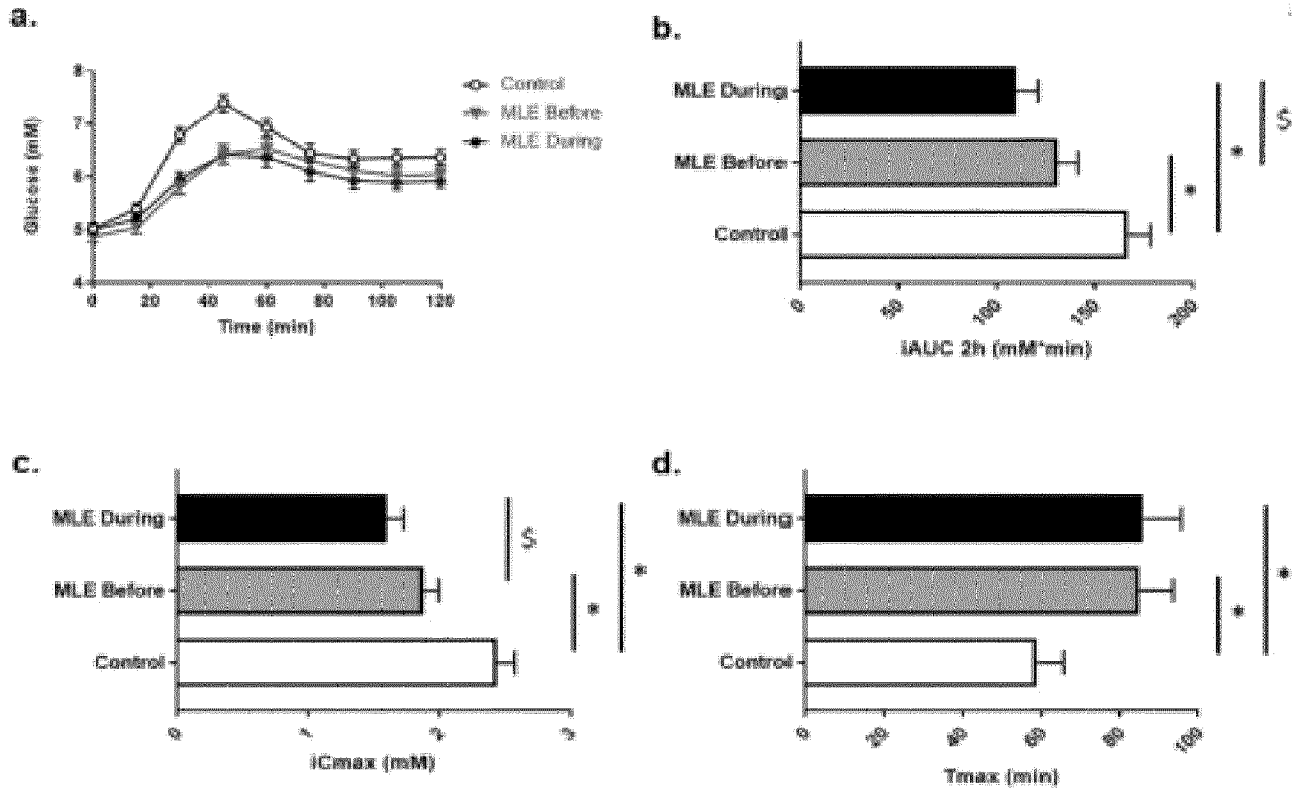 a.
8
7
6
5
4
Glucose (mM)
0 20 40 60 80 100 120
Time (min)
Control
MLE Before
MLE During
b.
MLE During
MLE Before
Control
*
*
$
0 50 100 150 200
iAUC 2h (mM*min)
c.
MLE During
MLE Before
Control
$
*
*
0 1 2 3
iCmax (mM)
d.
MLE During
MLE Before
Control
*
*
0 20 40 60 80 100
Tmax (min)